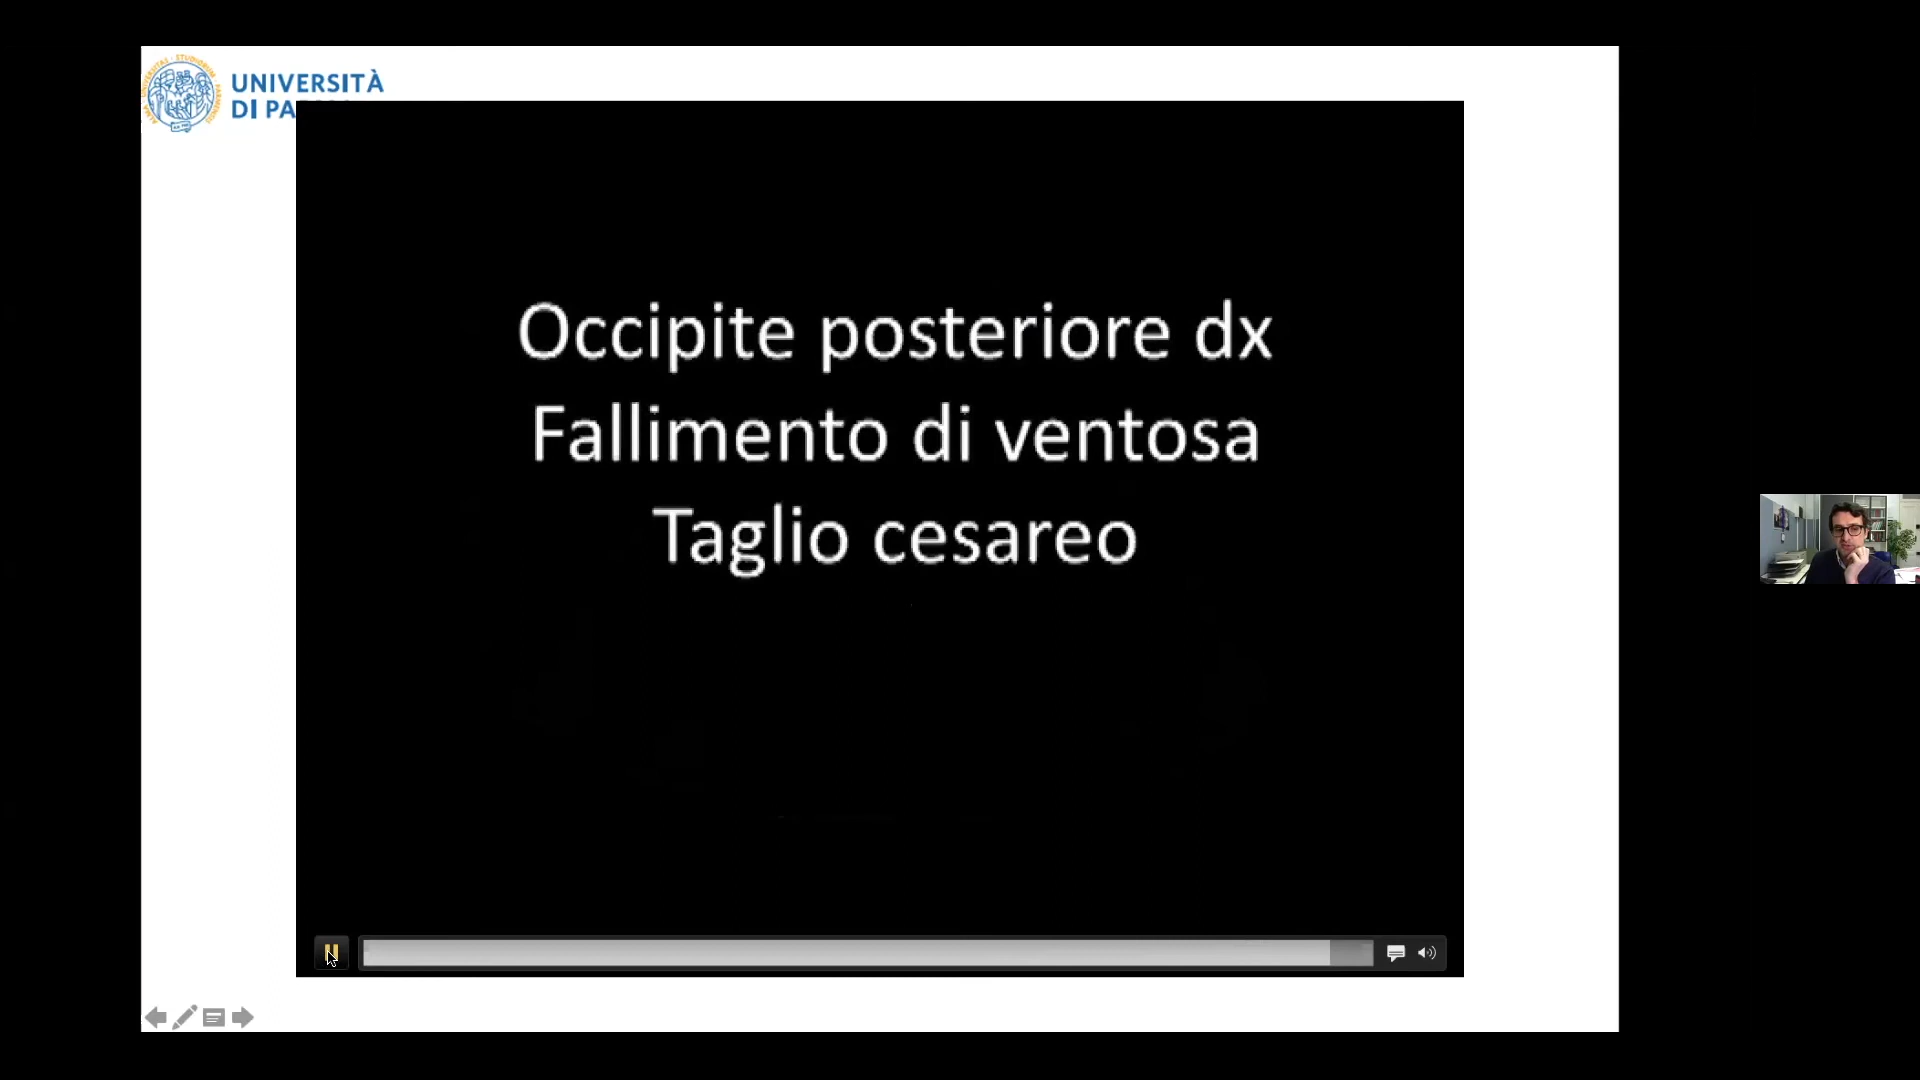 UNIVERSITÀ
DI PA
Occipite posteriore dx
Fallimento di ventosa
Taglio cesareo